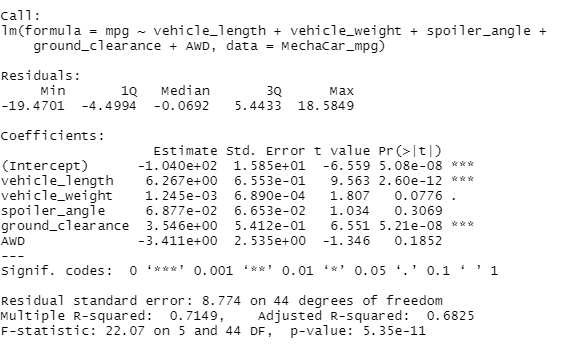 Call:
lm(formula = mpg ~ vehicle_length + vehicle_weight + spoiler_angle +
    ground_clearance + AWD, data = MechaCar_mpg)

Residuals:
     Min       1Q   Median       3Q      Max
-19.4701  -4.4994  -0.0692   5.4433  18.5849

Coefficients:
                   Estimate Std. Error t value Pr(>|t|)
(Intercept)      -1.040e+02  1.585e+01  -6.559 5.08e-08 ***
vehicle_length    6.267e+00  6.553e-01   9.563 2.60e-12 ***
vehicle_weight    1.245e-03  6.890e-04   1.807   0.0776 .
spoiler_angle     6.877e-02  6.653e-02   1.034   0.3069
ground_clearance  3.546e+00  5.412e-01   6.551 5.21e-08 ***
AWD              -3.411e+00  2.535e+00  -1.346   0.1852
---
Signif. codes:  0 ‘***’ 0.001 ‘**’ 0.01 ‘*’ 0.05 ‘.’ 0.1 ‘ ’ 1

Residual standard error: 8.774 on 44 degrees of freedom
Multiple R-squared:  0.7149,    Adjusted R-squared:  0.6825
F-statistic: 22.07 on 5 and 44 DF,  p-value: 5.35e-11